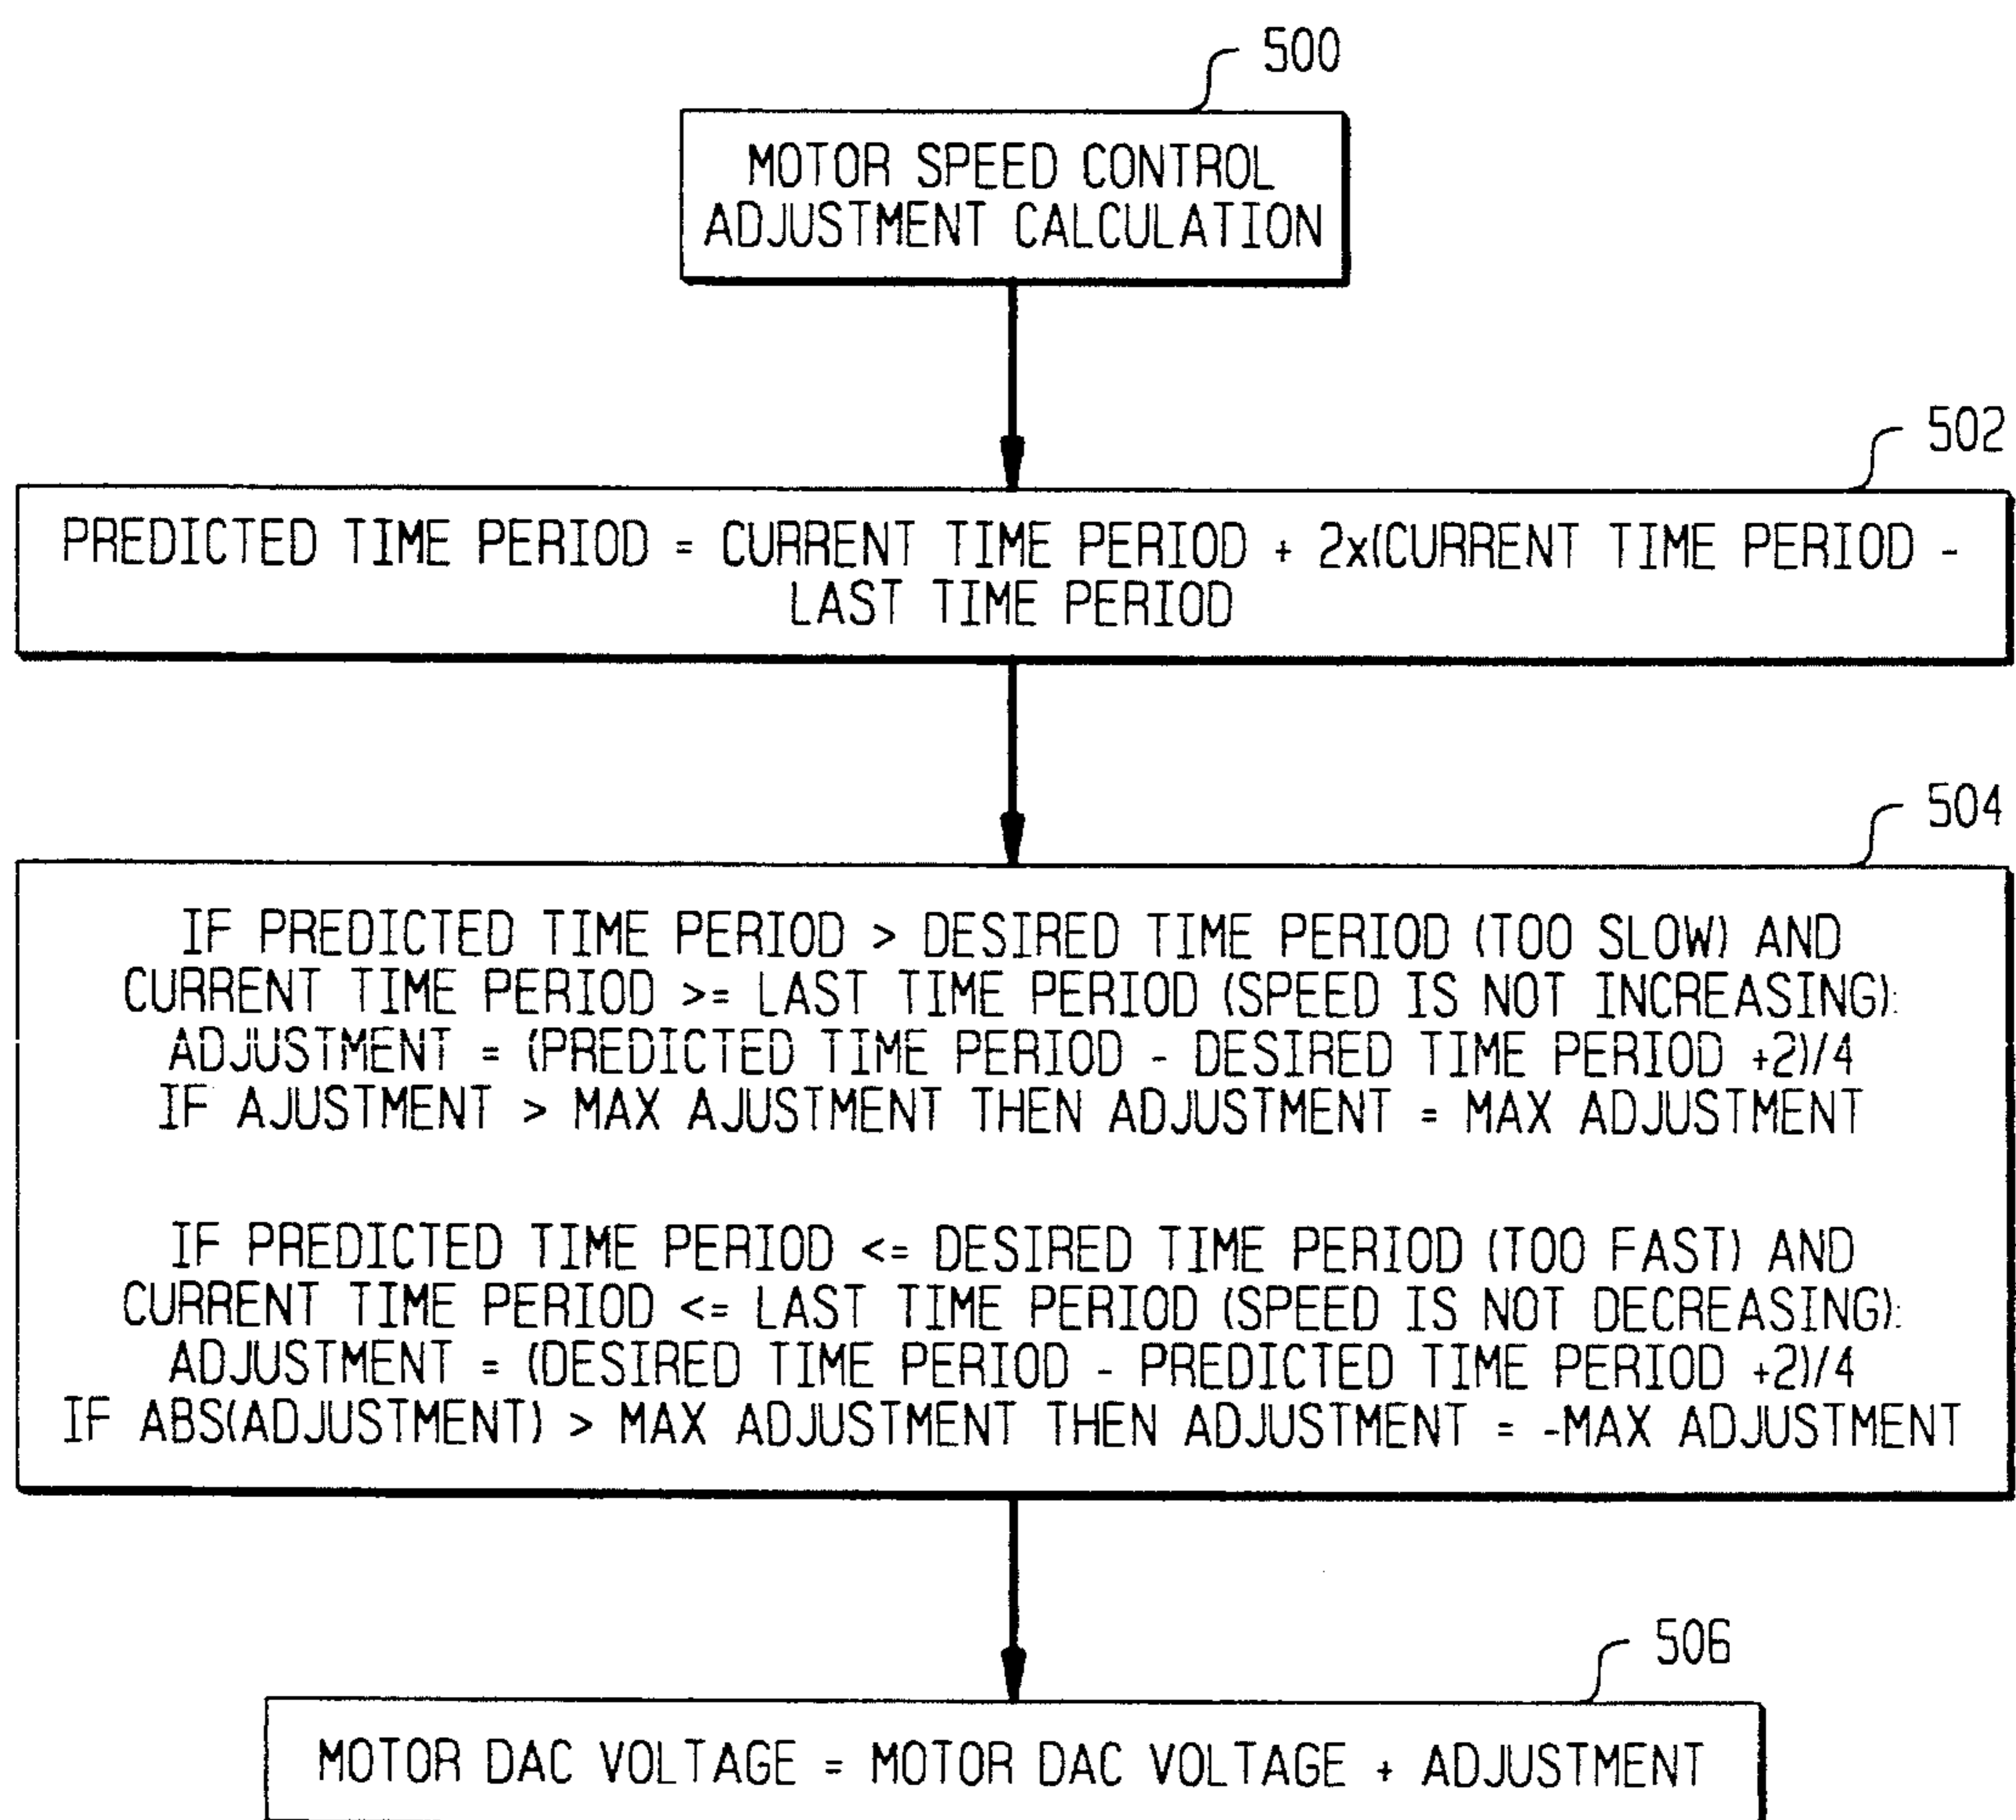 500
MOTOR SPEED CONTROL
ADJUSTMENT CALCULATION
502
PREDICTED TIME PERIOD = CURRENT TIME PERIOD + 2x(CURRENT TIME PERIOD -
LAST TIME PERIOD
504
IF PREDICTED TIME PERIOD > DESIRED TIME PERIOD (TOO SLOW) AND
CURRENT TIME PERIOD >= LAST TIME PERIOD (SPEED IS NOT INCREASING):
ADJUSTMENT = (PREDICTED TIME PERIOD - DESIRED TIME PERIOD +2)/4
IF AJUSTMENT > MAX AJUSTMENT THEN ADJUSTMENT = MAX ADJUSTMENT
IF PREDICTED TIME PERIOD <= DESIRED TIME PERIOD (TOO FAST) AND
CURRENT TIME PERIOD <= LAST TIME PERIOD (SPEED IS NOT DECREASING):
ADJUSTMENT = (DESIRED TIME PERIOD - PREDICTED TIME PERIOD +2)/4
IF ABS(ADJUSTMENT) > MAX ADJUSTMENT THEN ADJUSTMENT = -MAX ADJUSTMENT
506
MOTOR DAC VOLTAGE = MOTOR DAC VOLTAGE + ADJUSTMENT